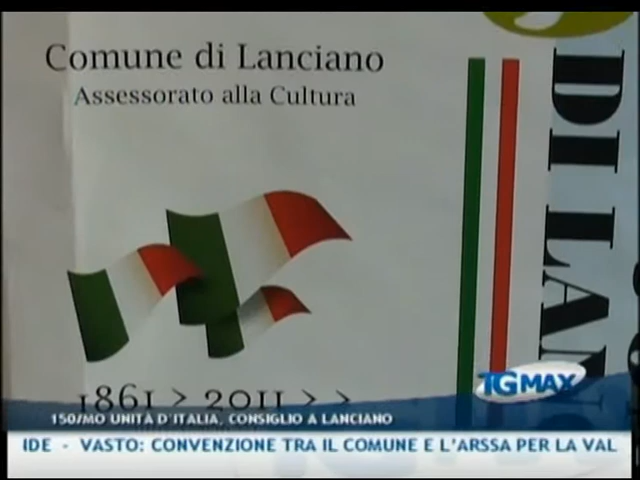 Comune di Lanciano
Assessorato alla Cultura
DI LAN
1861 > 2011 > >
TGMAX
150/MO UNITÀ D'ITALIA, CONSIGLIO A LANCIANO
IDE - VASTO: CONVENZIONE TRA IL COMUNE E L'ARSSA PER LA VAL